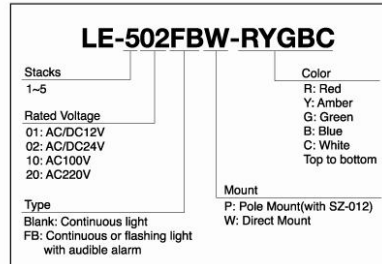 LE-502FBW-RYGBC
Stacks
1~5
Rated Voltage
01: AC/DC12V
02: AC/DC24V
10: AC100V
20: AC220V
Type
Blank: Continuous light
FB: Continuous or flashing light
with audible alarm
Color
R: Red
Y: Amber
G: Green
B: Blue
C: White
Top to bottom
Mount
P: Pole Mount(with SZ-012)
W: Direct Mount